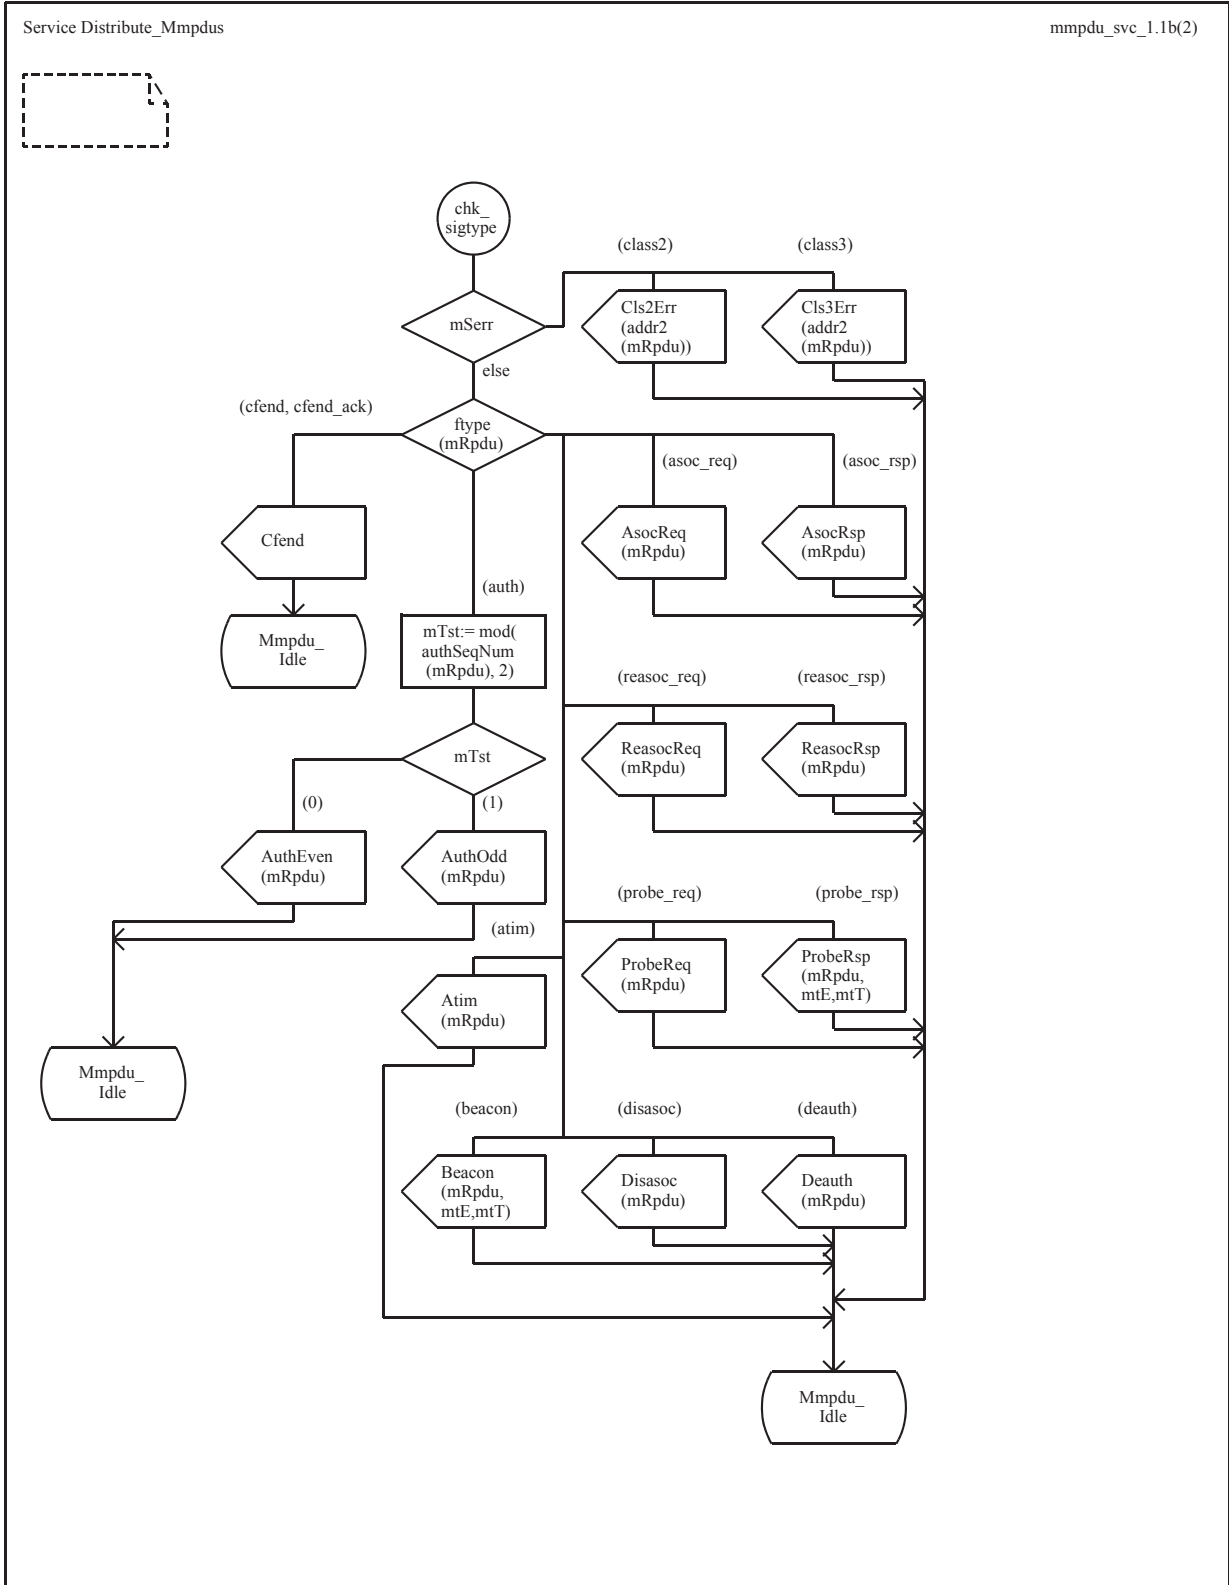 Service Distribute_Mmpdus
mmpdu_svc_1.1b(2)
chk_
sigtype
(class2)
(class3)
mSerr
Cls2Err
(addr2
(mRpdu))
Cls3Err
(addr2
(mRpdu))
else
(cfend, cfend_ack)
ftype
(mRpdu)
(asoc_req)
(asoc_rsp)
Cfend
AsocReq
(mRpdu)
AsocRsp
(mRpdu)
(auth)
Mmpdu_
Idle
mTst:= mod(
authSeqNum
(mRpdu), 2)
(reasoc_req)
(reasoc_rsp)
mTst
ReasocReq
(mRpdu)
ReasocRsp
(mRpdu)
(0)
(1)
AuthEven
(mRpdu)
AuthOdd
(mRpdu)
(probe_req)
(probe_rsp)
(atim)
ProbeReq
(mRpdu)
ProbeRsp
(mRpdu,
mtE,mtT)
Atim
(mRpdu)
Mmpdu_
Idle
(beacon)
(disasoc)
(deauth)
Beacon
(mRpdu,
mtE,mtT)
Disasoc
(mRpdu)
Deauth
(mRpdu)
Mmpdu_
Idle